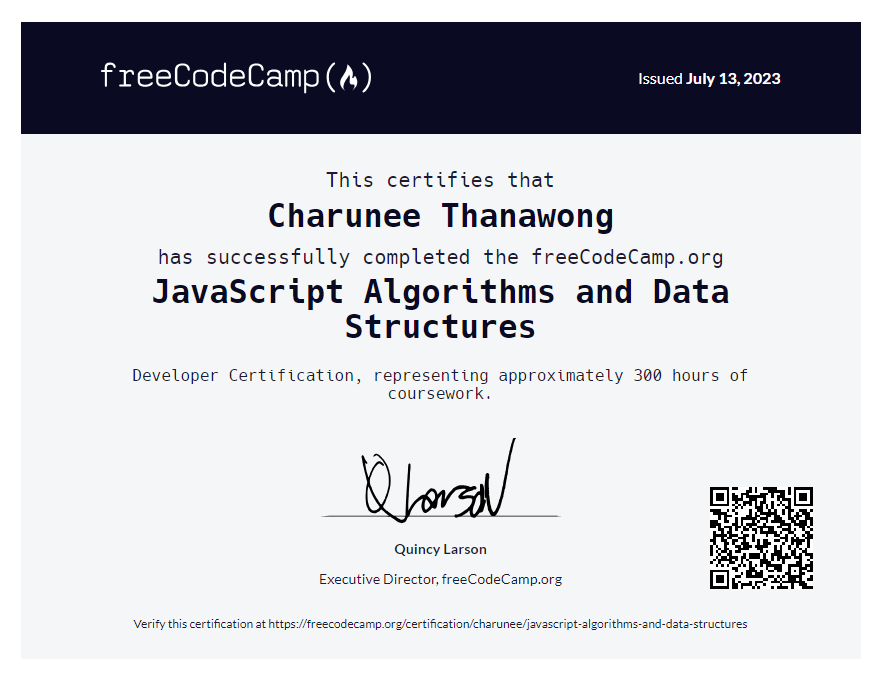 freeCodeCamp
Issued July 13, 2023
This certifies that
Charunee Thanawong
has successfully completed the freeCodeCamp.org
JavaScript Algorithms and Data
Structures
Developer Certification, representing approximately 300 hours of
coursework.
Q Larson
Quincy Larson
Executive Director, freeCodeCamp.org
Verify this certification at https://freecodecamp.org/certification/charunee/javascript-algorithms-and-data-structures